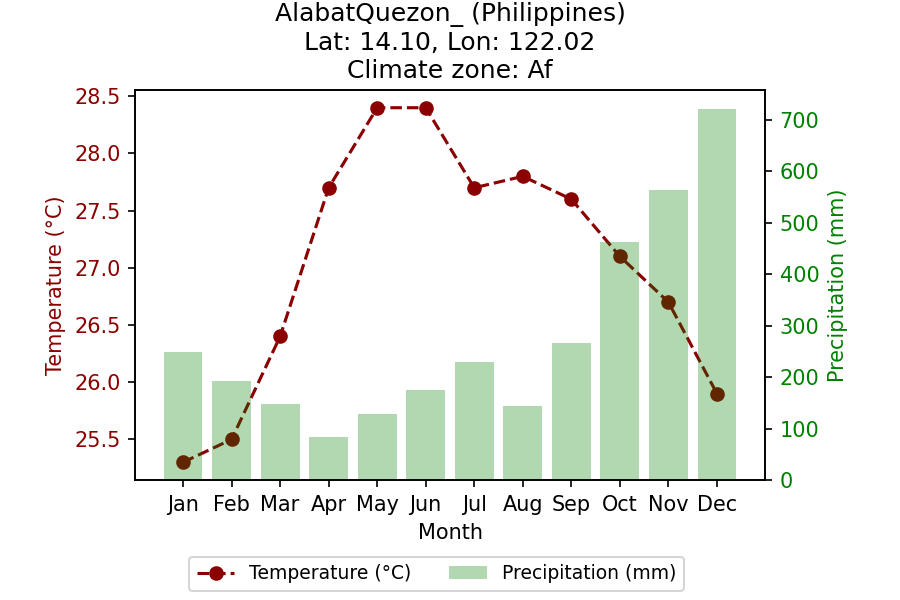 AlabatQuezon_ (Philippines)
Lat: 14.10, Lon: 122.02
Climate zone: Af
28.5
28.0
27.5
27.0
26.5
26.0
25.5
Temperature (°C)
700
600
500
400
300
200
100
0
Precipitation (mm)
Jan Feb Mar Apr May Jun Jul Aug Sep Oct Nov Dec
Month
Temperature (°C) Precipitation (mm)